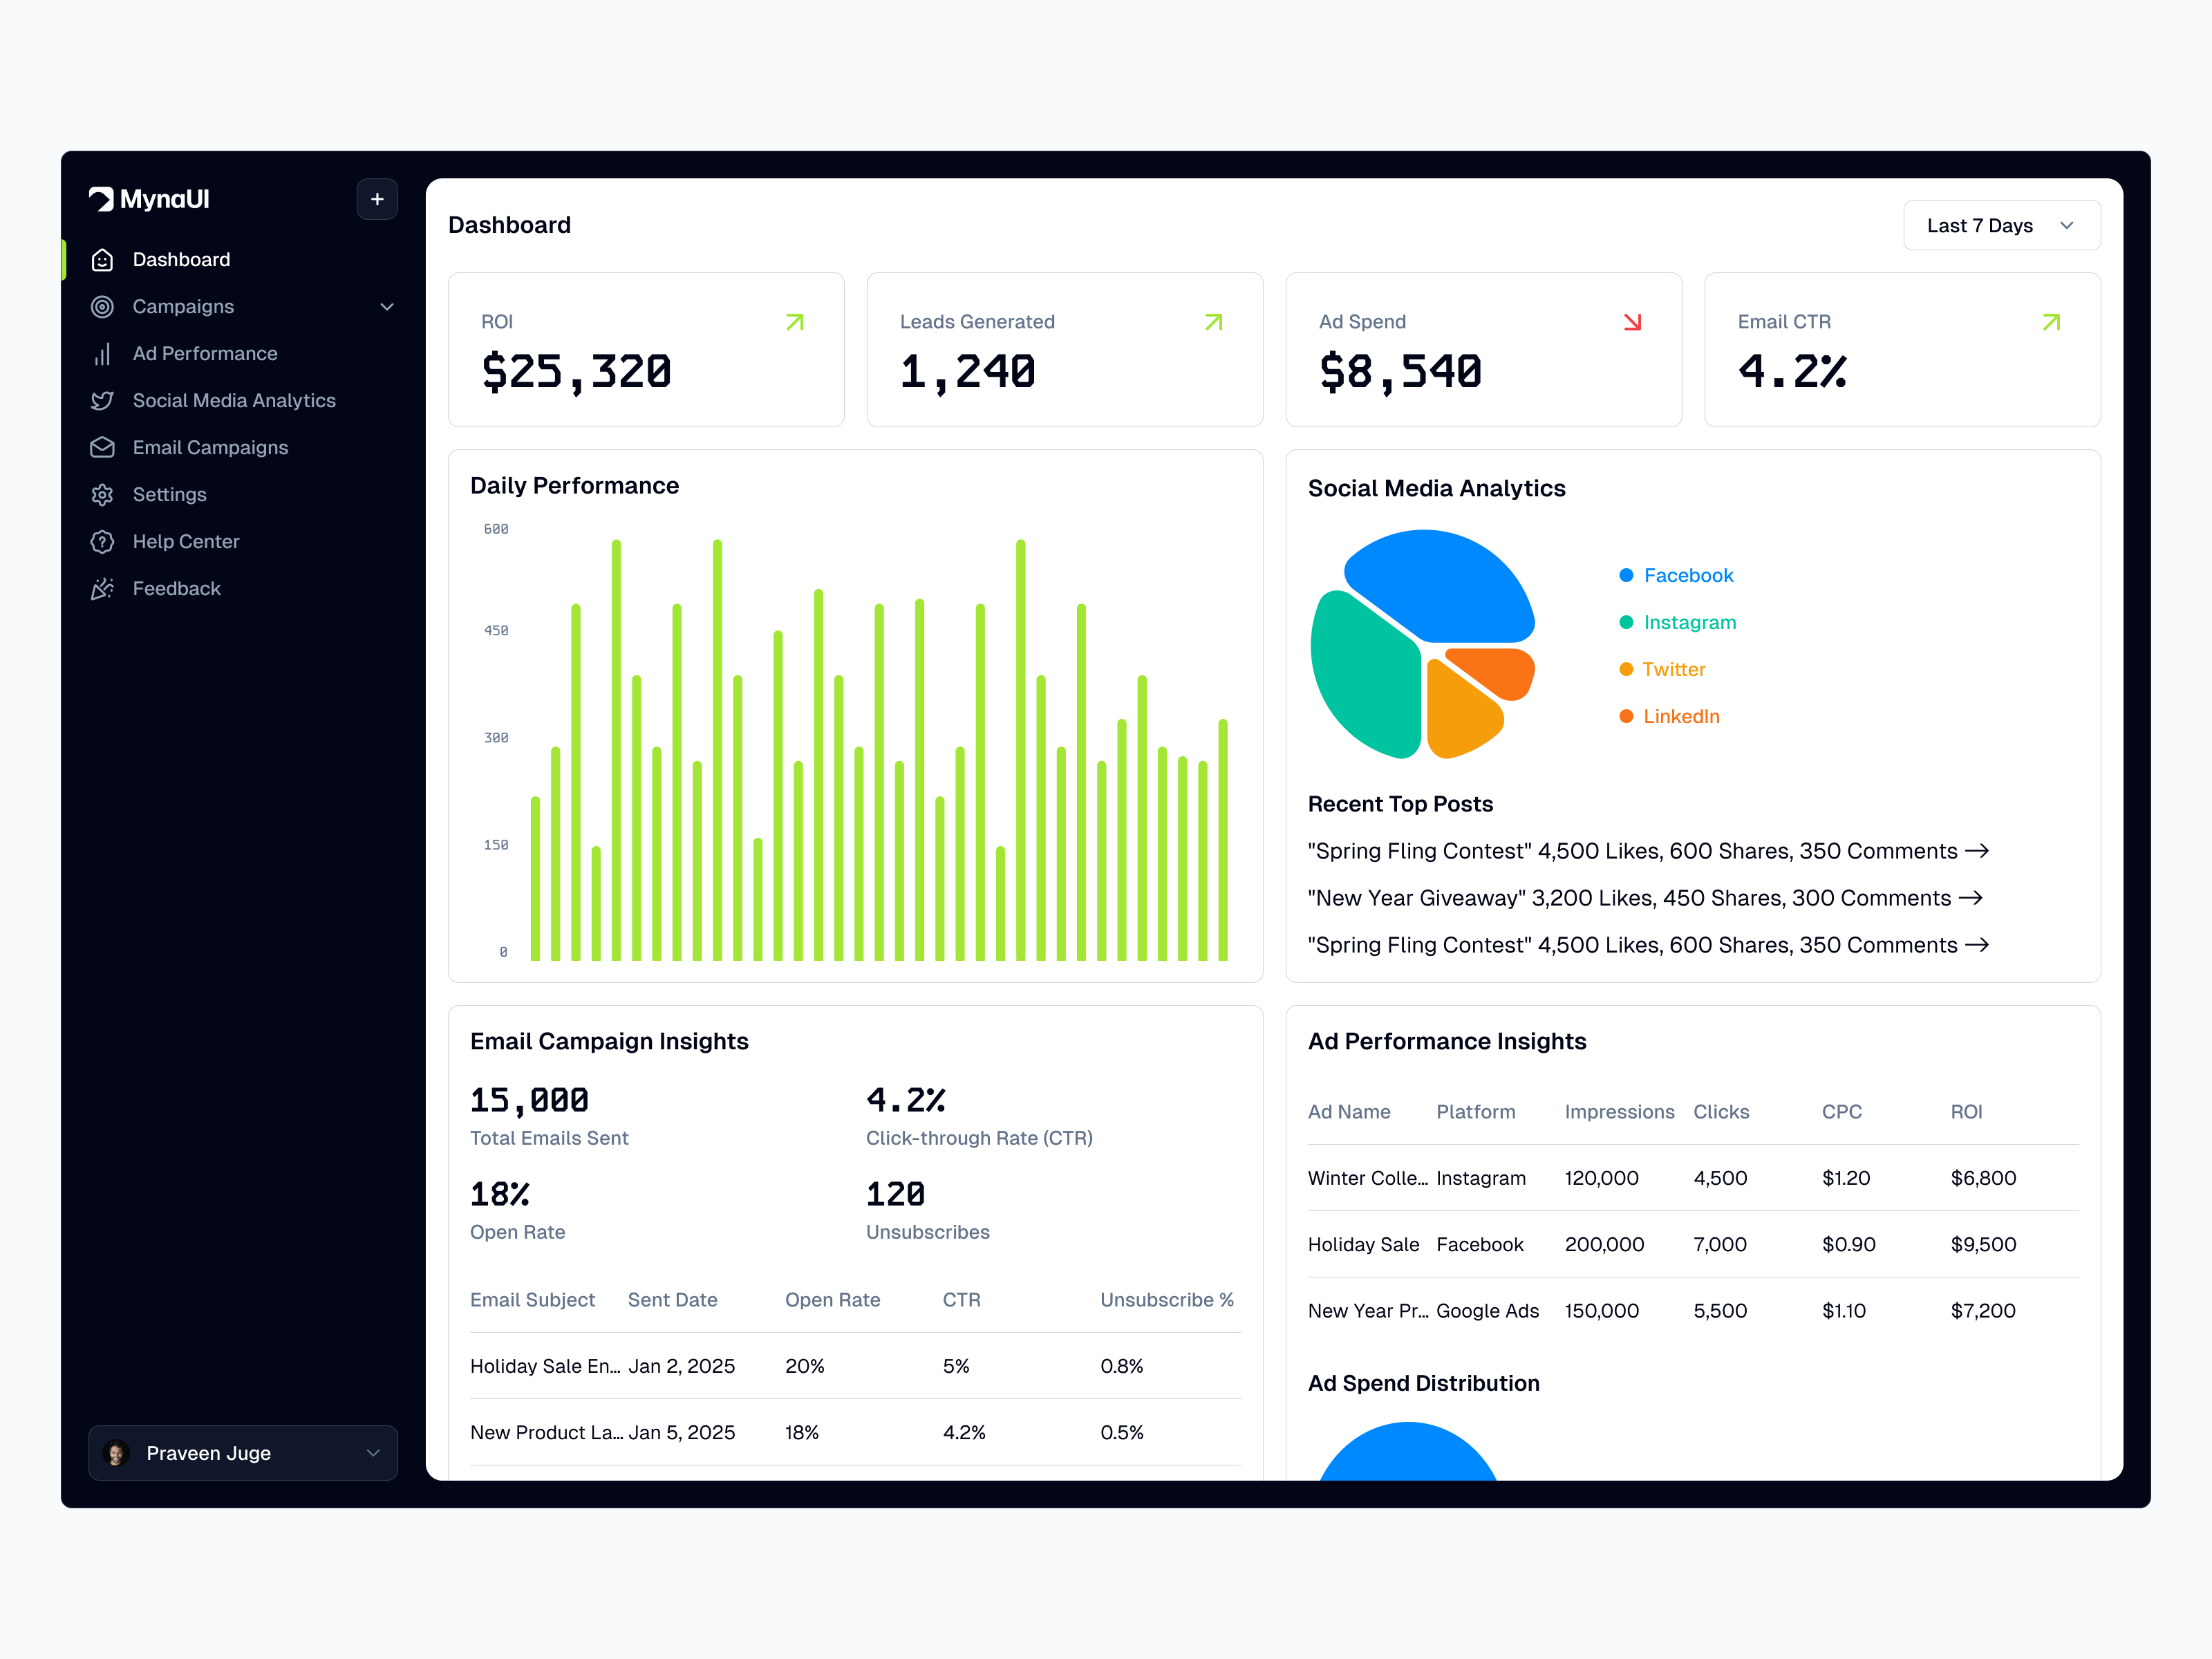 MynaUI
+
Dashboard
Campaigns
Ad Performance
Social Media Analytics
Email Campaigns
Settings
Help Center
Feedback
Praveen Juge
Dashboard
Last 7 Days
ROI
$25,320
Leads Generated
1,240
Ad Spend
$8,540
Email CTR
4.2%
Daily Performance
600
450
300
150
0
Social Media Analytics
Facebook
Instagram
Twitter
LinkedIn
Recent Top Posts
"Spring Fling Contest" 4,500 Likes, 600 Shares, 350 Comments →
"New Year Giveaway" 3,200 Likes, 450 Shares, 300 Comments →
"Spring Fling Contest" 4,500 Likes, 600 Shares, 350 Comments →
Email Campaign Insights
15,000
Total Emails Sent
4.2%
Click-through Rate (CTR)
18%
Open Rate
120
Unsubscribes
Email Subject Sent Date Open Rate CTR Unsubscribe %
Holiday Sale En... Jan 2, 2025 20% 5% 0.8%
New Product La... Jan 5, 2025 18% 4.2% 0.5%
Ad Performance Insights
Ad Name Platform Impressions Clicks CPC ROI
Winter Colle... Instagram 120,000 4,500 $1.20 $6,800
Holiday Sale Facebook 200,000 7,000 $0.90 $9,500
New Year Pr... Google Ads 150,000 5,500 $1.10 $7,200
Ad Spend Distribution